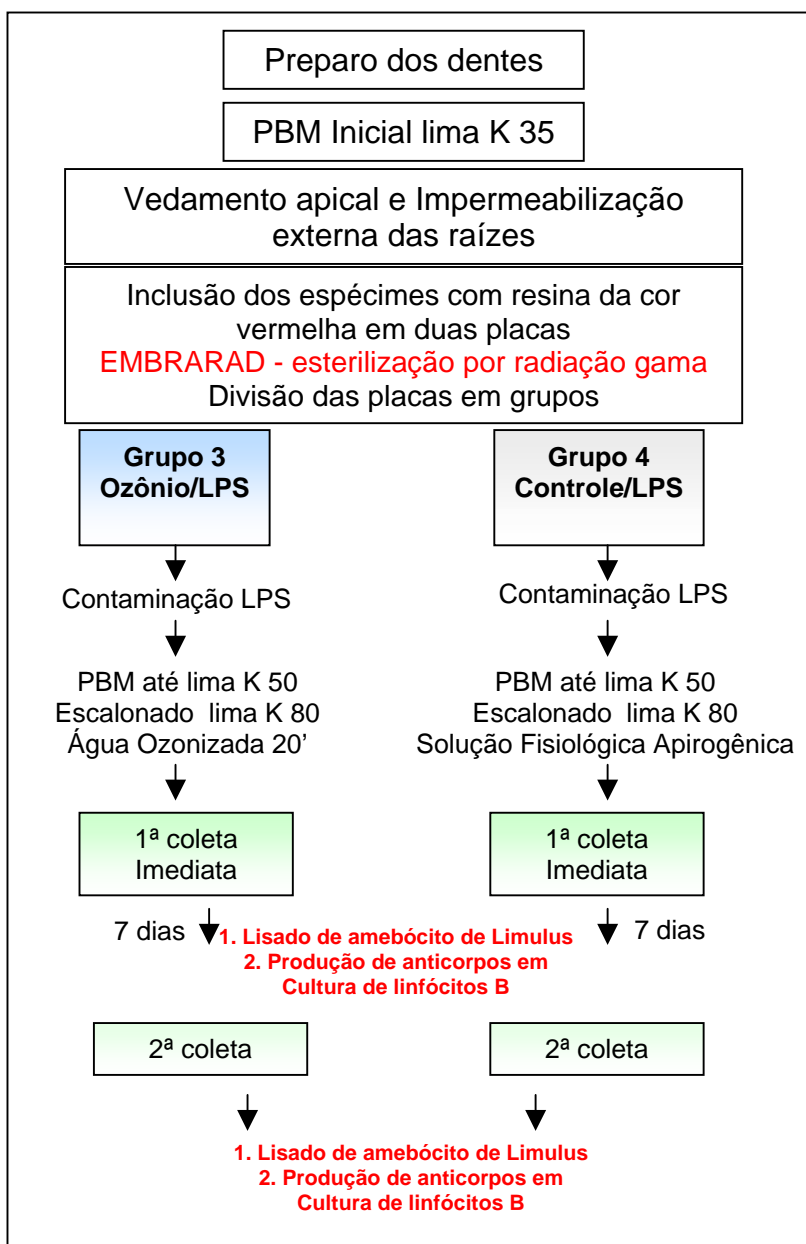 Preparo dos dentes
PBM Inicial lima K 35
Vedamento apical e Impermeabilização
externa das raízes
Inclusão dos espécimes com resina da cor
vermelha em duas placas
EMBRARAD - esterilização por radiação gama
Divisão das placas em grupos
Grupo 3
Ozônio/LPS
Grupo 4
Controle/LPS
Contaminação LPS
Contaminação LPS
PBM até lima K 50
Escalonado lima K 80
Água Ozonizada 20’
PBM até lima K 50
Escalonado lima K 80
Solução Fisiológica Apirogênica
1ª coleta
Imediata
1ª coleta
Imediata
7 dias
7 dias
1. Lisado de amebócito de Limulus
2. Produção de anticorpos em
Cultura de linfócitos B
2ª coleta
2ª coleta
1. Lisado de amebócito de Limulus
2. Produção de anticorpos em
Cultura de linfócitos B